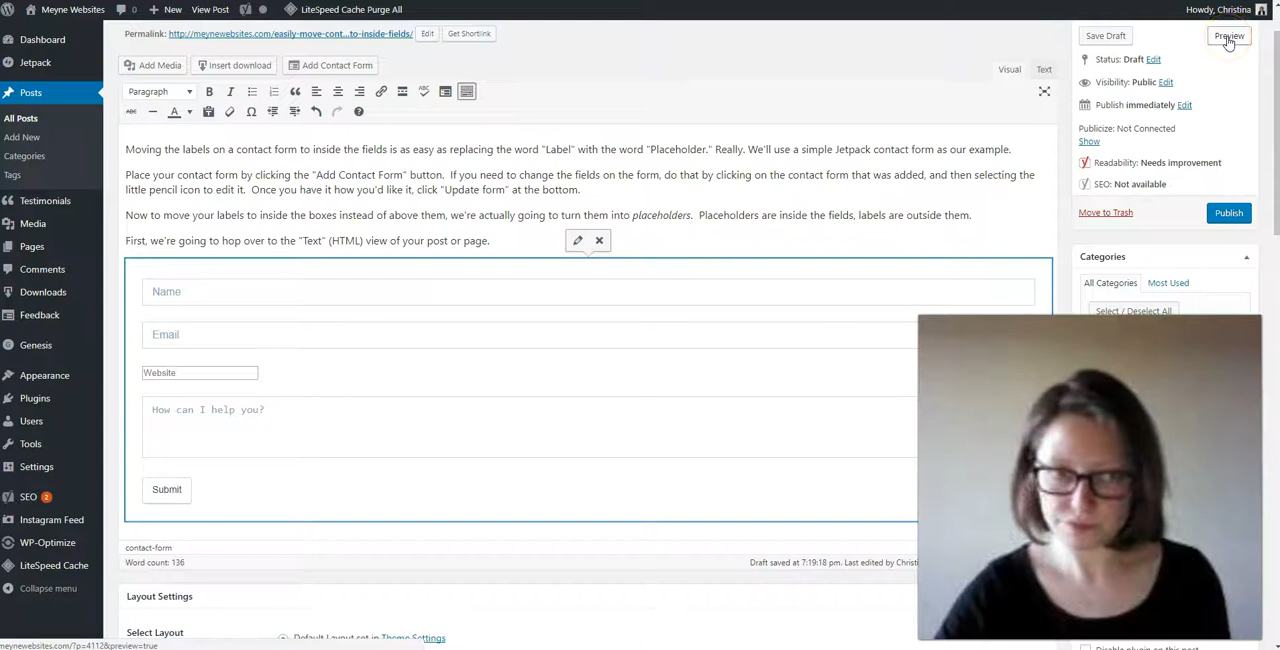 Meyne Websites 0 + New View Post LiteSpeed Cache Purge All Howdy, Christina
Dashboard
Jetpack
Posts
All Posts
Add New
Categories
Tags
Testimonials
Media
Pages
Comments
Downloads
Feedback
Genesis
Appearance
Plugins
Users
Tools
Settings
SEO 2
Instagram Feed
WP-Optimize
LiteSpeed Cache
Collapse menu
Permalink: http://meynewebsites.com/easily-move-cont...to-inside-fields/ Edit Get Shortlink
Add Media Insert download Add Contact Form
Visual Text
Paragraph B I
ABC A
Moving the labels on a contact form to inside the fields is as easy as replacing the word "Label" with the word "Placeholder." Really. We'll use a simple Jetpack contact form as our example.
Place your contact form by clicking the "Add Contact Form" button. If you need to change the fields on the form, do that by clicking on the contact form that was added, and then selecting the
little pencil icon to edit it. Once you have it how you'd like it, click "Update form" at the bottom.
Now to move your labels to inside the boxes instead of above them, we're actually going to turn them into placeholders. Placeholders are inside the fields, labels are outside them.
First, we're going to hop over to the "Text" (HTML) view of your post or page.
Name
Email
Website
How can I help you?
Submit
contact-form
Word count: 136 Draft saved at 7:19:18 pm. Last edited by Christi
Layout Settings
Select Layout
Default Layout set in Theme Settings
Save Draft Preview
Status: Draft Edit
Visibility: Public Edit
Publish immediately Edit
Publicize: Not Connected
Show
Readability: Needs improvement
SEO: Not available
Move to Trash Publish
Categories
All Categories Most Used
Select / Deselect All
Disable plugin on this post
meynewebsites.com/?p=4112&preview=true